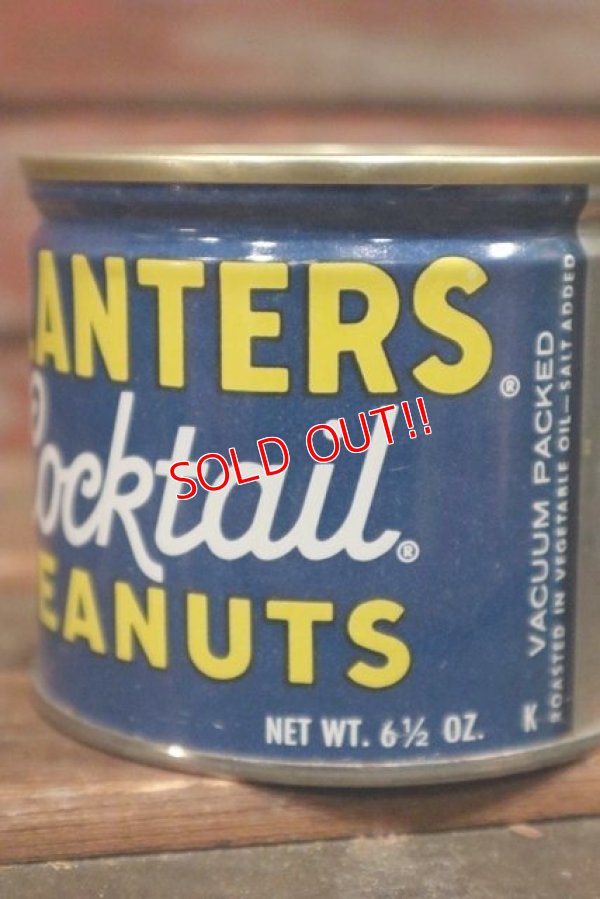 LANTERS®
Cocktail®
EANUTS
NET WT. 6½ OZ.
K
VACUUM PACKED
ROASTED IN VEGETABLE OIL—SALT ADDED
SOLD OUT!!